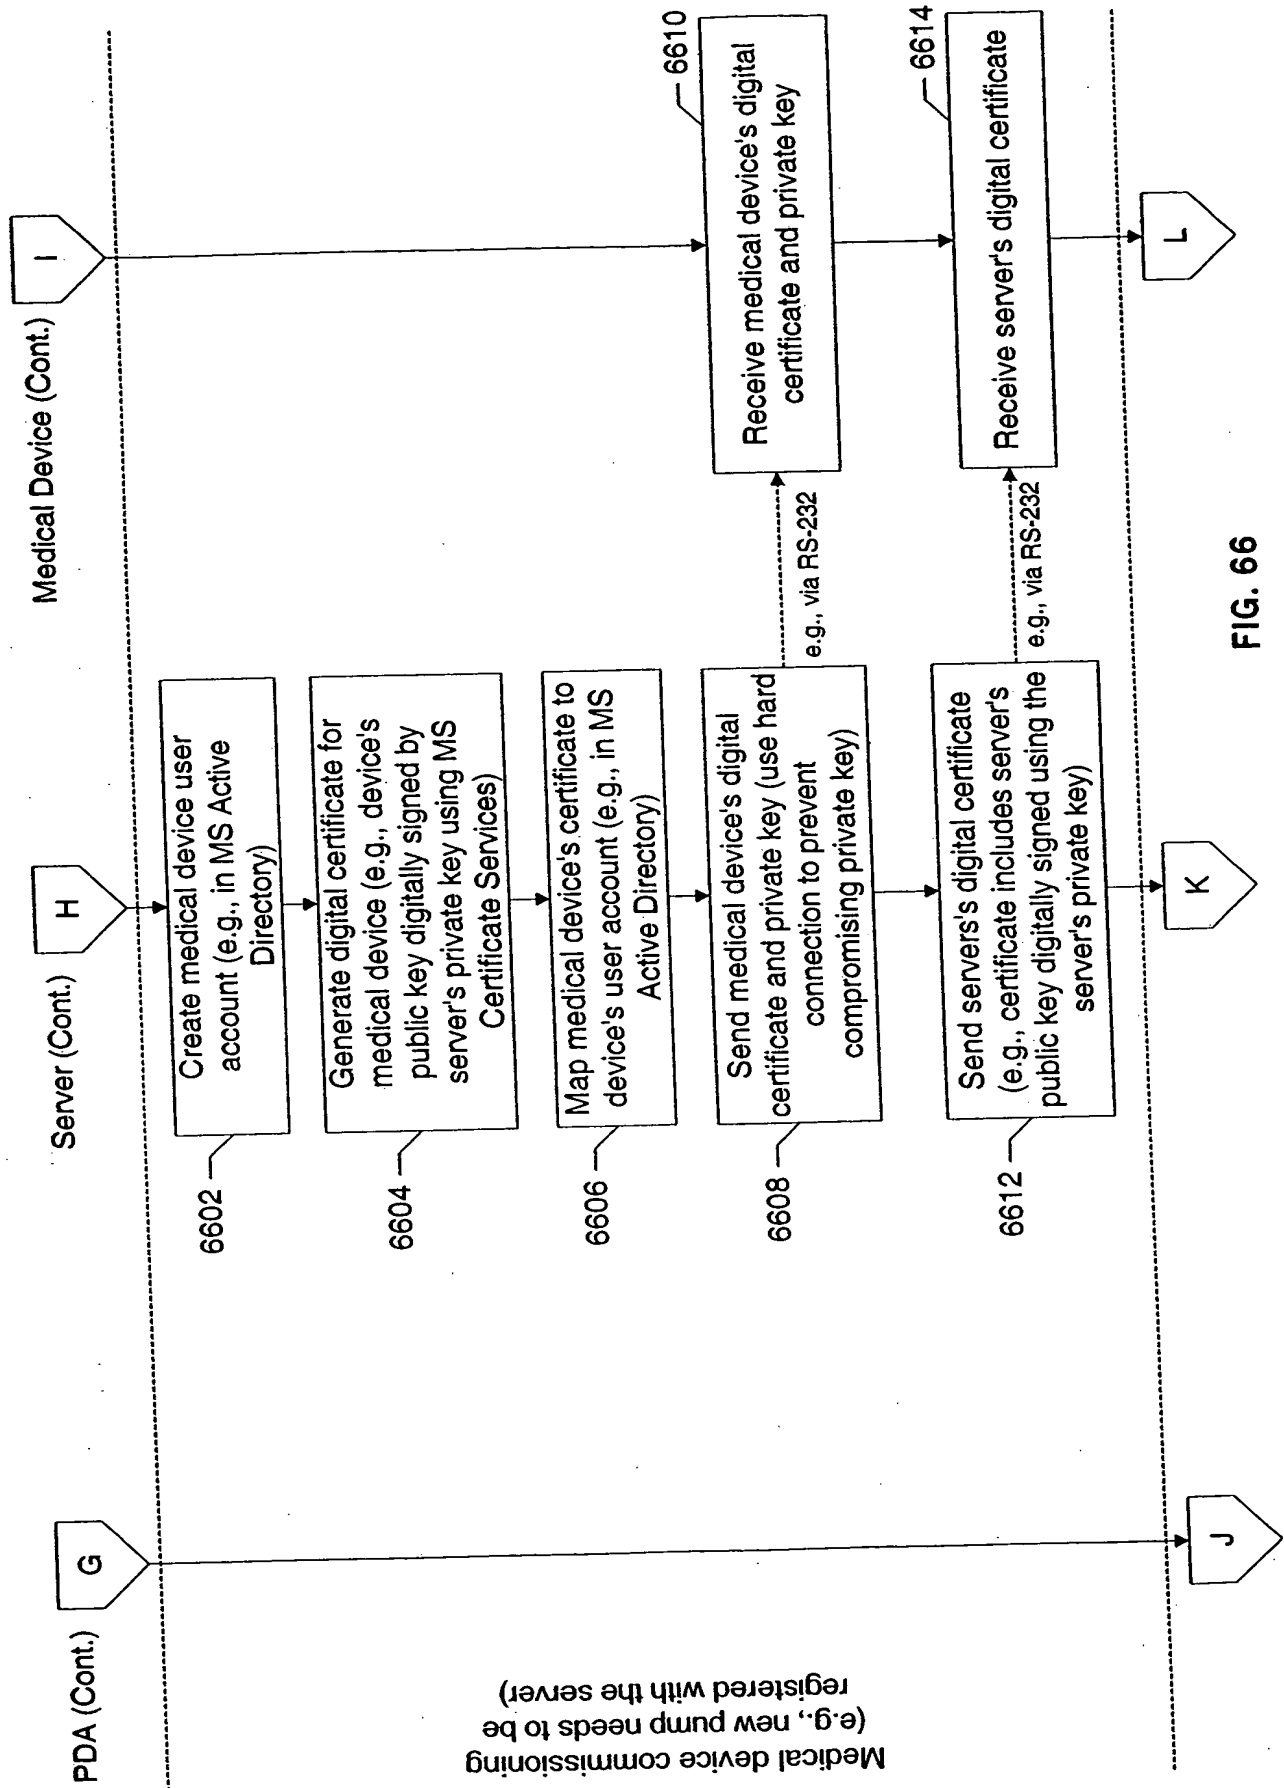 PDA (Cont.)
G
Server (Cont.)
H
Medical Device (Cont.)
I
Medical device commissioning
(e.g., new pump needs to be
registered with the server)
6602
Create medical device user
account (e.g., in MS Active
Directory)
6604
Generate digital certificate for
medical device (e.g., device's
public key digitally signed by
server's private key using MS
Certificate Services)
6606
Map medical device's certificate to
device's user account (e.g., in MS
Active Directory)
6608
Send medical device's digital
certificate and private key (use hard
connection to prevent
compromising private key)
e.g., via RS-232
6610
Receive medical device's digital
certificate and private key
6612
Send servers's digital certificate
(e.g., certificate includes server's
public key digitally signed using the
server's private key)
e.g., via RS-232
6614
Receive server's digital certificate
J
K
L
FIG. 66